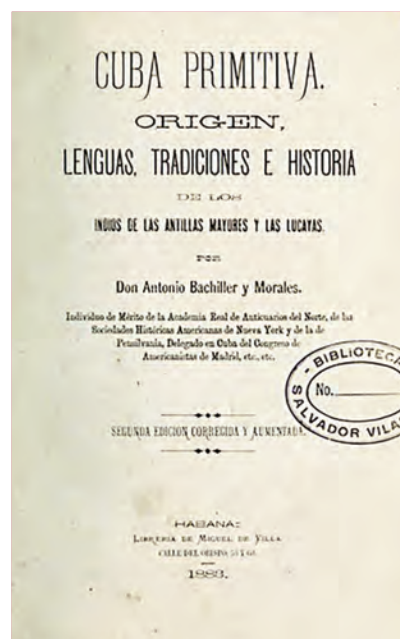 CUBA PRIMITIVA.
ORIGEN,
LENGUAS, TRADICIONES E HISTORIA
DE LOS
INDIOS DE LAS ANTILLAS MAYORES Y LAS LUCAYAS.
POR
Don Antonio Bachiller y Morales.
Individuo de Mérito de la Academia Real de Anticuarios del Norte, de las
Sociedades Históricas Americanas de Nueva York y de la de
Pensilvania, Delegado en Cuba del Congreso de
Americanistas de Madrid, etc., etc.
BIBLIOTECA
No.
SALVADOR VILA
SEGUNDA EDICION CORREGIDA Y AUMENTADA.
HABANA:
LIBRERIA DE MIGUEL DE VILLA
CALLE DEL OBISPO
1883.